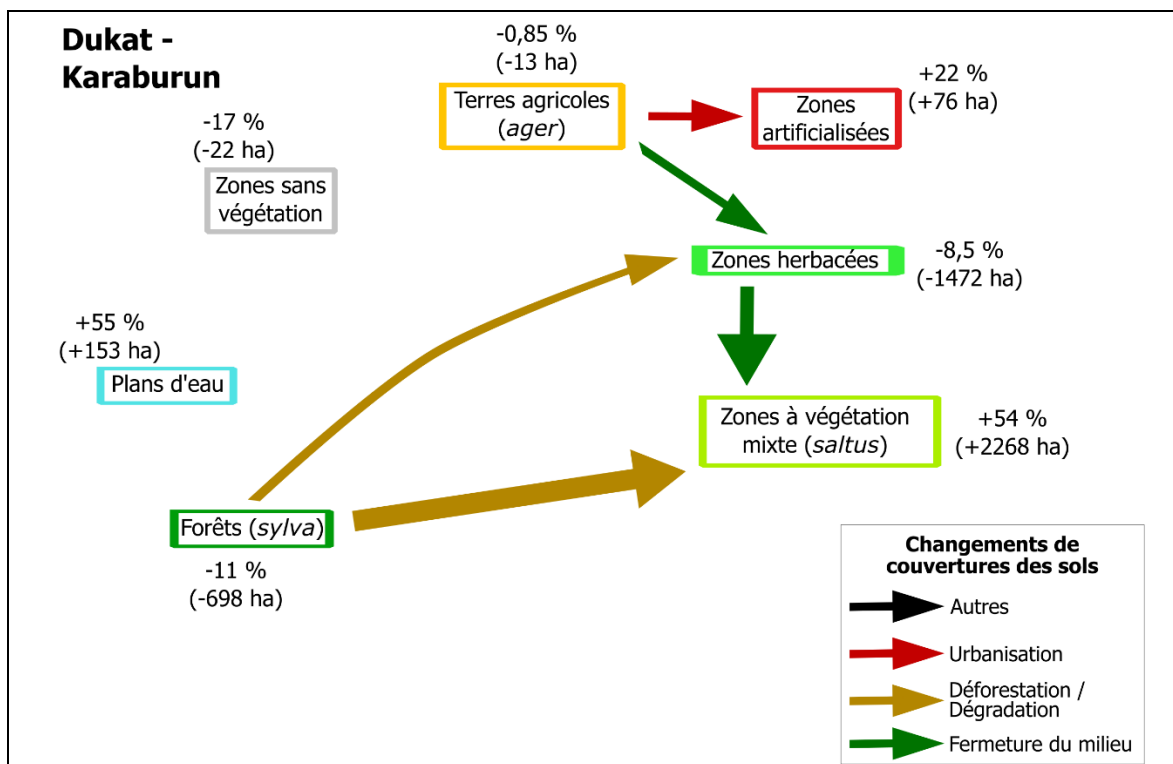 Dukat -
Karaburun
-0,85 %
(-13 ha)
Terres agricoles
(ager)
+22 %
(+76 ha)
Zones
artificialisées
-17 %
(-22 ha)
Zones sans
végétation
Zones herbacées
-8,5 %
(-1472 ha)
+55 %
(+153 ha)
Plans d'eau
Zones à végétation
mixte (saltus)
+54 %
(+2268 ha)
Forêts (sylva)
-11 %
(-698 ha)
Changements de
couvertures des sols
Autres
Urbanisation
Déforestation /
Dégradation
Fermeture du milieu